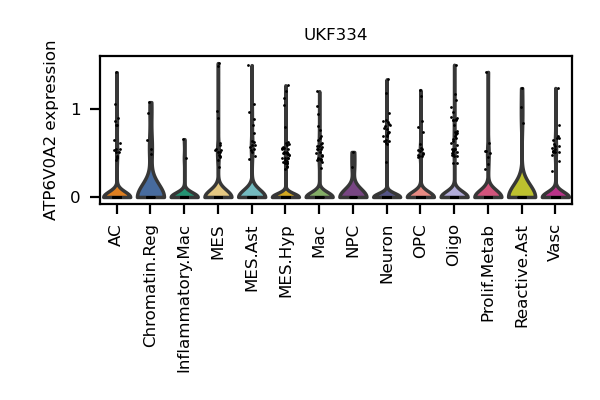 UKF334
ATP6V0A2 expression
1
0
AC
Chromatin.Reg
Inflammatory.Mac
MES
MES.Ast
MES.Hyp
Mac
NPC
Neuron
OPC
Oligo
Prolif.Metab
Reactive.Ast
Vasc